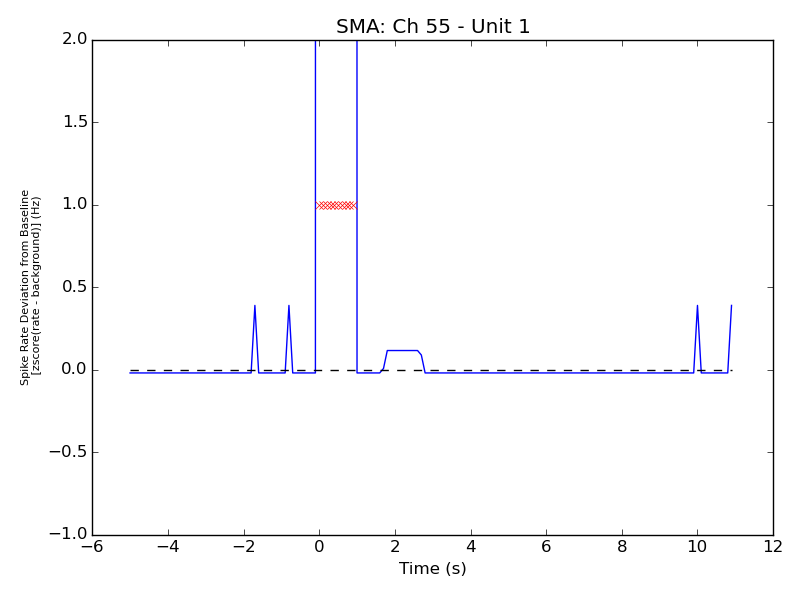 SMA: Ch 55 - Unit 1
2.0
1.5
1.0
0.5
0.0
−0.5
−1.0
Spike Rate Deviation from Baseline
[zscore(rate - background)] (Hz)
−6 −4 −2 0 2 4 6 8 10 12
Time (s)